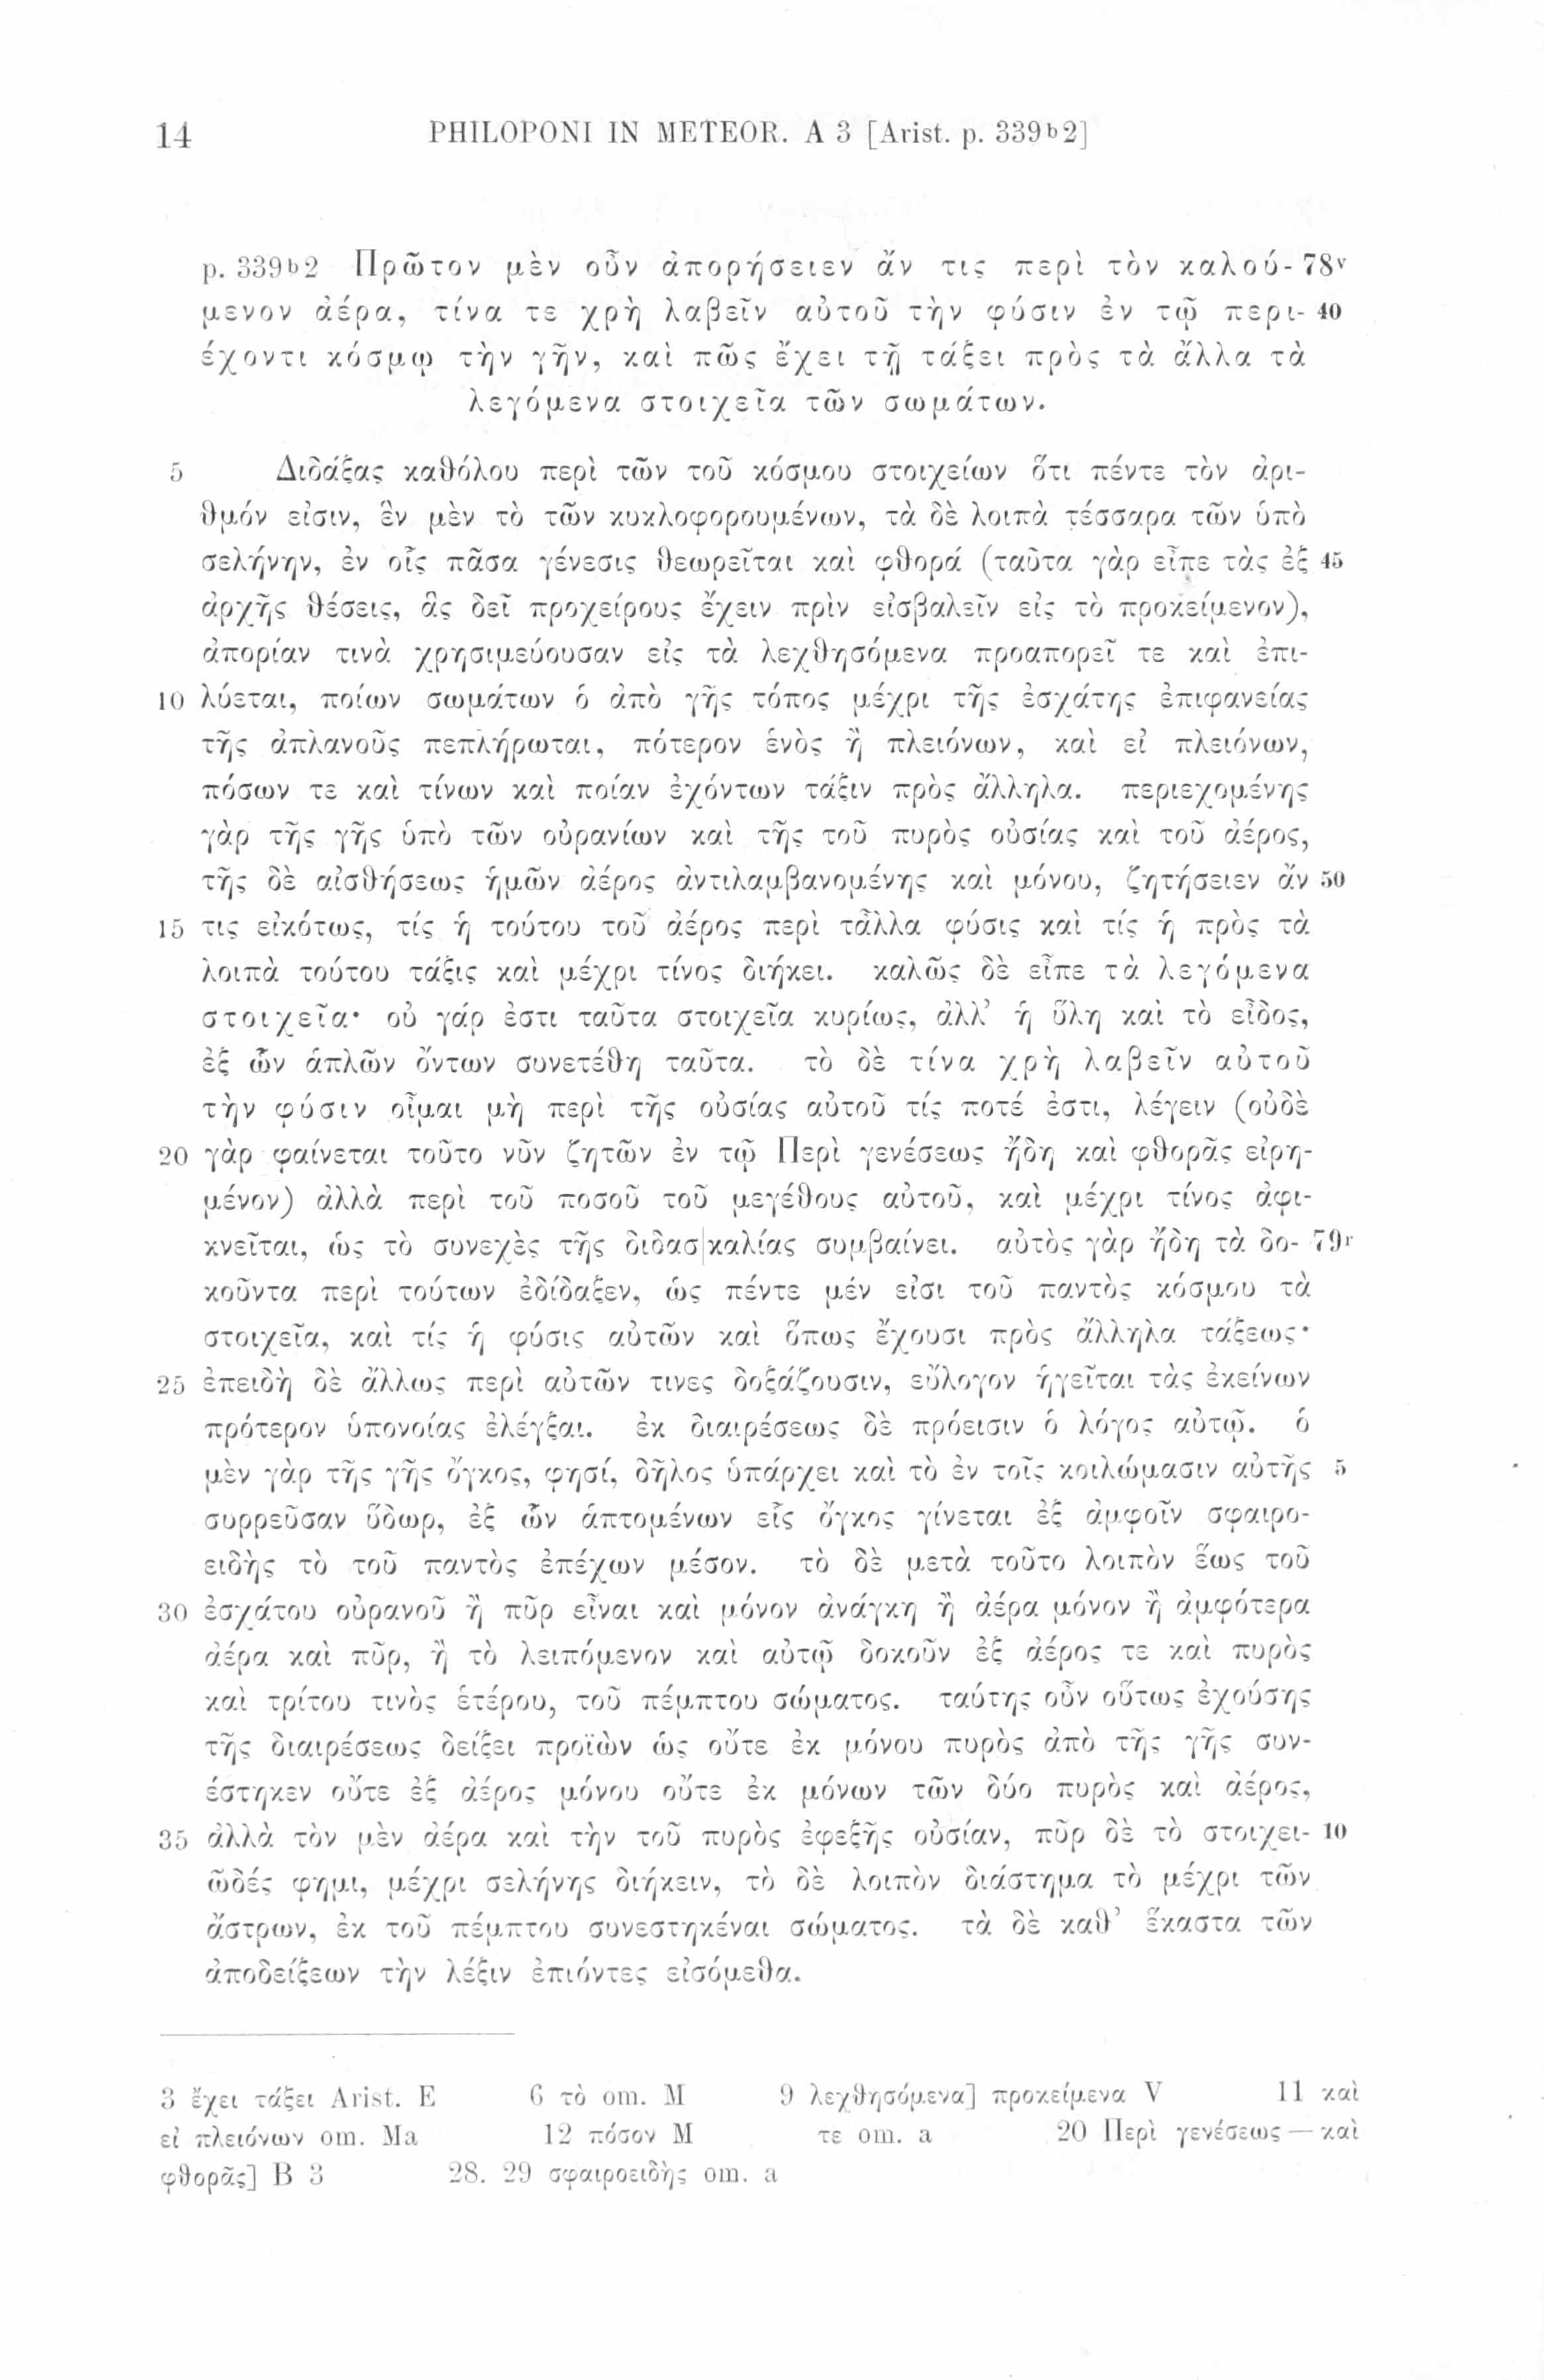 14 PHILOPONI IN METEOR. A 3 [Arist. p. 339b2]
p. 339b2 Πρῶτον μὲν οὖν ἀπορήσειεν ἄν τις περὶ τὸν καλού- 78v
μενον ἀέρα, τίνα τε χρὴ λαβεῖν αὐτοῦ τὴν φύσιν ἐν τῷ περι- 40
έχοντι κόσμῳ τὴν γῆν, καὶ πῶς ἔχει τῇ τάξει πρὸς τὰ ἄλλα τὰ
λεγόμενα στοιχεῖα τῶν σωμάτων.
5 Διδάξας καθόλου περὶ τῶν τοῦ κόσμου στοιχείων ὅτι πέντε τὸν ἀρι-
θμόν εἰσιν, ἓν μὲν τὸ τῶν κυκλοφορουμένων, τὰ δὲ λοιπὰ τέσσαρα τῶν ὑπὸ
σελήνην, ἐν οἷς πᾶσα γένεσις θεωρεῖται καὶ φθορά (ταῦτα γὰρ εἶπε τὰς ἐξ 45
ἀρχῆς θέσεις, ἃς δεῖ προχείρους ἔχειν πρὶν εἰσβαλεῖν εἰς τὸ προκείμενον),
ἀπορίαν τινὰ χρησιμεύουσαν εἰς τὰ λεχθησόμενα προαπορεῖ τε καὶ ἐπι-
10 λύεται, ποίων σωμάτων ὁ ἀπὸ γῆς τόπος μέχρι τῆς ἐσχάτης ἐπιφανείας
τῆς ἀπλανοῦς πεπλήρωται, πότερον ἑνὸς ἢ πλειόνων, καὶ εἰ πλειόνων,
πόσων τε καὶ τίνων καὶ ποίαν ἐχόντων τάξιν πρὸς ἄλληλα. περιεχομένης
γὰρ τῆς γῆς ὑπὸ τῶν οὐρανίων καὶ τῆς τοῦ πυρὸς οὐσίας καὶ τοῦ ἀέρος,
τῆς δὲ αἰσθήσεως ἡμῶν ἀέρος ἀντιλαμβανομένης καὶ μόνου, ζητήσειεν ἄν 50
15 τις εἰκότως, τίς ἡ τούτου τοῦ ἀέρος περὶ τἆλλα φύσις καὶ τίς ἡ πρὸς τὰ
λοιπὰ τούτου τάξις καὶ μέχρι τίνος διήκει. καλῶς δὲ εἶπε τὰ λεγόμενα
στοιχεῖα· οὐ γάρ ἐστι ταῦτα στοιχεῖα κυρίως, ἀλλ’ ἡ ὕλη καὶ τὸ εἶδος,
ἐξ ὧν ἁπλῶν ὄντων συνετέθη ταῦτα. τὸ δὲ τίνα χρὴ λαβεῖν αὐτοῦ
τὴν φύσιν οἶμαι μὴ περὶ τῆς οὐσίας αὐτοῦ τίς ποτέ ἐστι, λέγειν (οὐδὲ
20 γὰρ φαίνεται τοῦτο νῦν ζητῶν ἐν τῷ Περὶ γενέσεως ἤδη καὶ φθορᾶς εἰρη-
μένον) ἀλλὰ περὶ τοῦ ποσοῦ τοῦ μεγέθους αὐτοῦ, καὶ μέχρι τίνος ἀφι-
κνεῖται, ὡς τὸ συνεχὲς τῆς διδασ|καλίας συμβαίνει. αὐτὸς γὰρ ἤδη τὰ δο- 79r
κοῦντα περὶ τούτων ἐδίδαξεν, ὡς πέντε μέν εἰσι τοῦ παντὸς κόσμου τὰ
στοιχεῖα, καὶ τίς ἡ φύσις αὐτῶν καὶ ὅπως ἔχουσι πρὸς ἄλληλα τάξεως·
25 ἐπειδὴ δὲ ἄλλως περὶ αὐτῶν τινες δοξάζουσιν, εὔλογον ἡγεῖται τὰς ἐκείνων
πρότερον ὑπονοίας ἐλέγξαι. ἐκ διαιρέσεως δὲ πρόεισιν ὁ λόγος αὐτῷ. ὁ
μὲν γὰρ τῆς γῆς ὄγκος, φησί, δῆλος ὑπάρχει καὶ τὸ ἐν τοῖς κοιλώμασιν αὐτῆς 5
συρρεῦσαν ὕδωρ, ἐξ ὧν ἁπτομένων εἷς ὄγκος γίνεται ἐξ ἀμφοῖν σφαιρο-
ειδὴς τὸ τοῦ παντὸς ἐπέχων μέσον. τὸ δὲ μετὰ τοῦτο λοιπὸν ἕως τοῦ
30 ἐσχάτου οὐρανοῦ ἢ πῦρ εἶναι καὶ μόνον ἀνάγκη ἢ ἀέρα μόνον ἢ ἀμφότερα
ἀέρα καὶ πῦρ, ἢ τὸ λειπόμενον καὶ αὐτῷ δοκοῦν ἐξ ἀέρος τε καὶ πυρὸς
καὶ τρίτου τινὸς ἑτέρου, τοῦ πέμπτου σώματος. ταύτης οὖν οὕτως ἐχούσης
τῆς διαιρέσεως δείξει προϊὼν ὡς οὔτε ἐκ μόνου πυρὸς ἀπὸ τῆς γῆς συν-
έστηκεν οὔτε ἐξ ἀέρος μόνου οὔτε ἐκ μόνων τῶν δύο πυρὸς καὶ ἀέρος,
35 ἀλλὰ τὸν μὲν ἀέρα καὶ τὴν τοῦ πυρὸς ἐφεξῆς οὐσίαν, πῦρ δὲ τὸ στοιχει- 10
ῶδές φημι, μέχρι σελήνης διήκειν, τὸ δὲ λοιπὸν διάστημα τὸ μέχρι τῶν
ἄστρων, ἐκ τοῦ πέμπτου συνεστηκέναι σώματος. τὰ δὲ καθ’ ἕκαστα τῶν
ἀποδείξεων τὴν λέξιν ἐπιόντες εἰσόμεθα.
3 ἔχει τάξει Arist. E 6 τὸ om. M 9 λεχθησόμενα] προκείμενα V 11 καὶ
εἰ πλειόνων om. Ma 12 πόσον M τε om. a 20 Περὶ γενέσεως — καὶ
φθορᾶς] B 3 28. 29 σφαιροειδὴς om. a